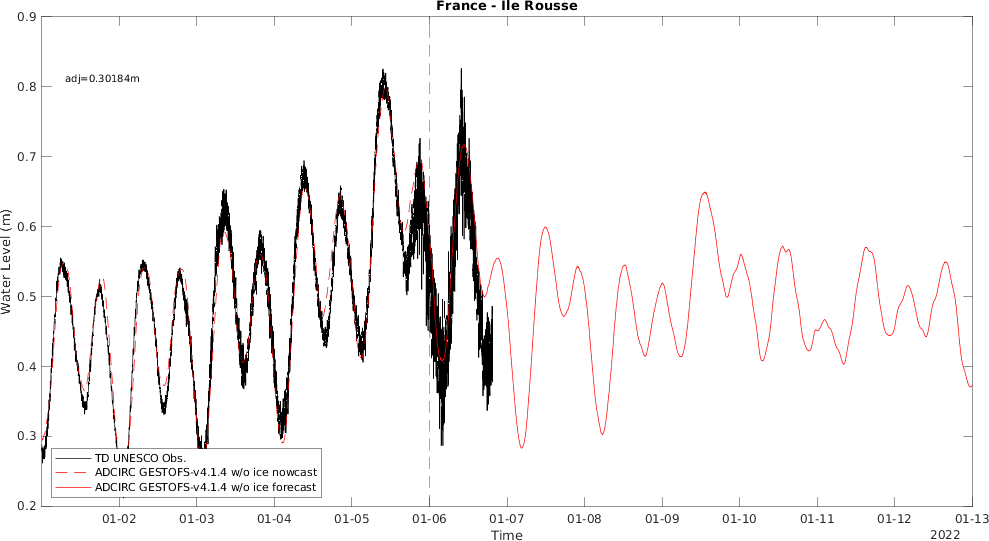 France - Ile Rousse
0.9
0.8
0.7
0.6
0.5
0.4
0.3
0.2
Water Level (m)
adj=0.30184m
TD UNESCO Obs.
ADCIRC GESTOFS-v4.1.4 w/o ice nowcast
ADCIRC GESTOFS-v4.1.4 w/o ice forecast
01-02 01-03 01-04 01-05 01-06 01-07 01-08 01-09 01-10 01-11 01-12 01-13
Time
2022